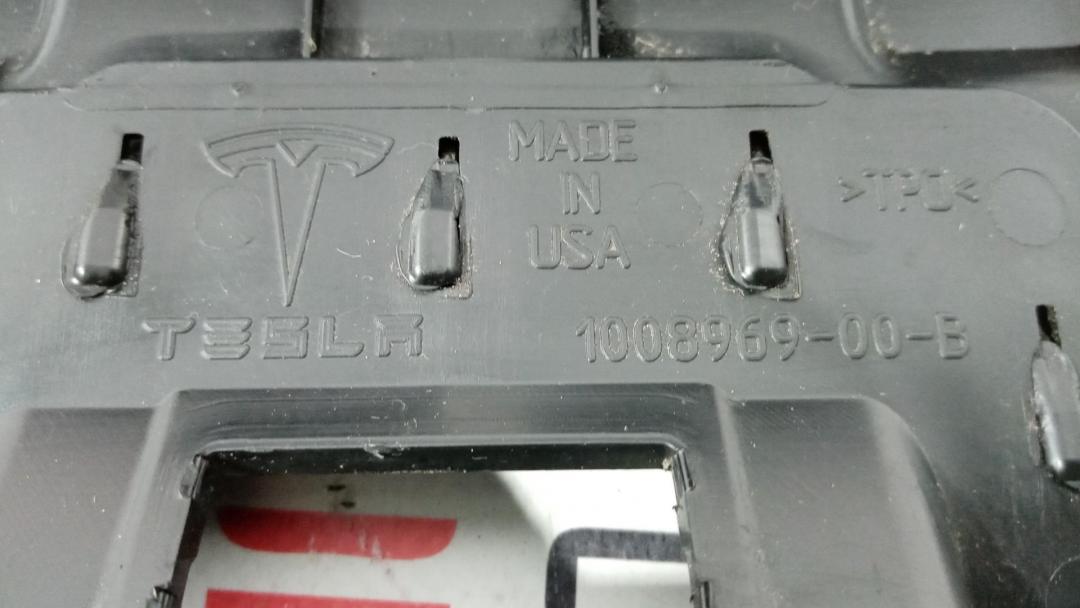 MADE
IN
USA
>TPO<
TESLA
1008969-00-B